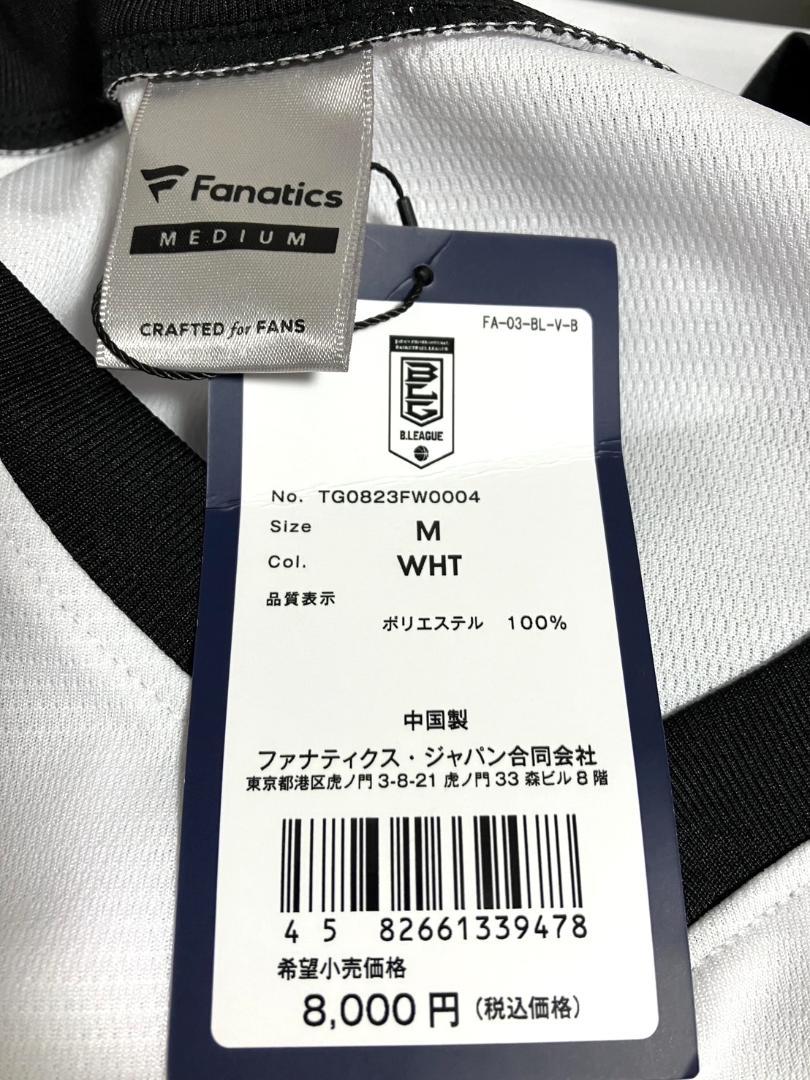 Fanatics
MEDIUM
CRAFTED for FANS
FA-03-BL-V-B
BLG
B.LEAGUE
No. TG0823FW0004
Size M
Col. WHT
品質表示
ポリエステル 100%
中国製
ファナティクス・ジャパン合同会社
東京都港区虎ノ門 3-8-21 虎ノ門 33 森ビル 8 階
4 5 82661339478
希望小売価格
8,000 円 (税込価格)